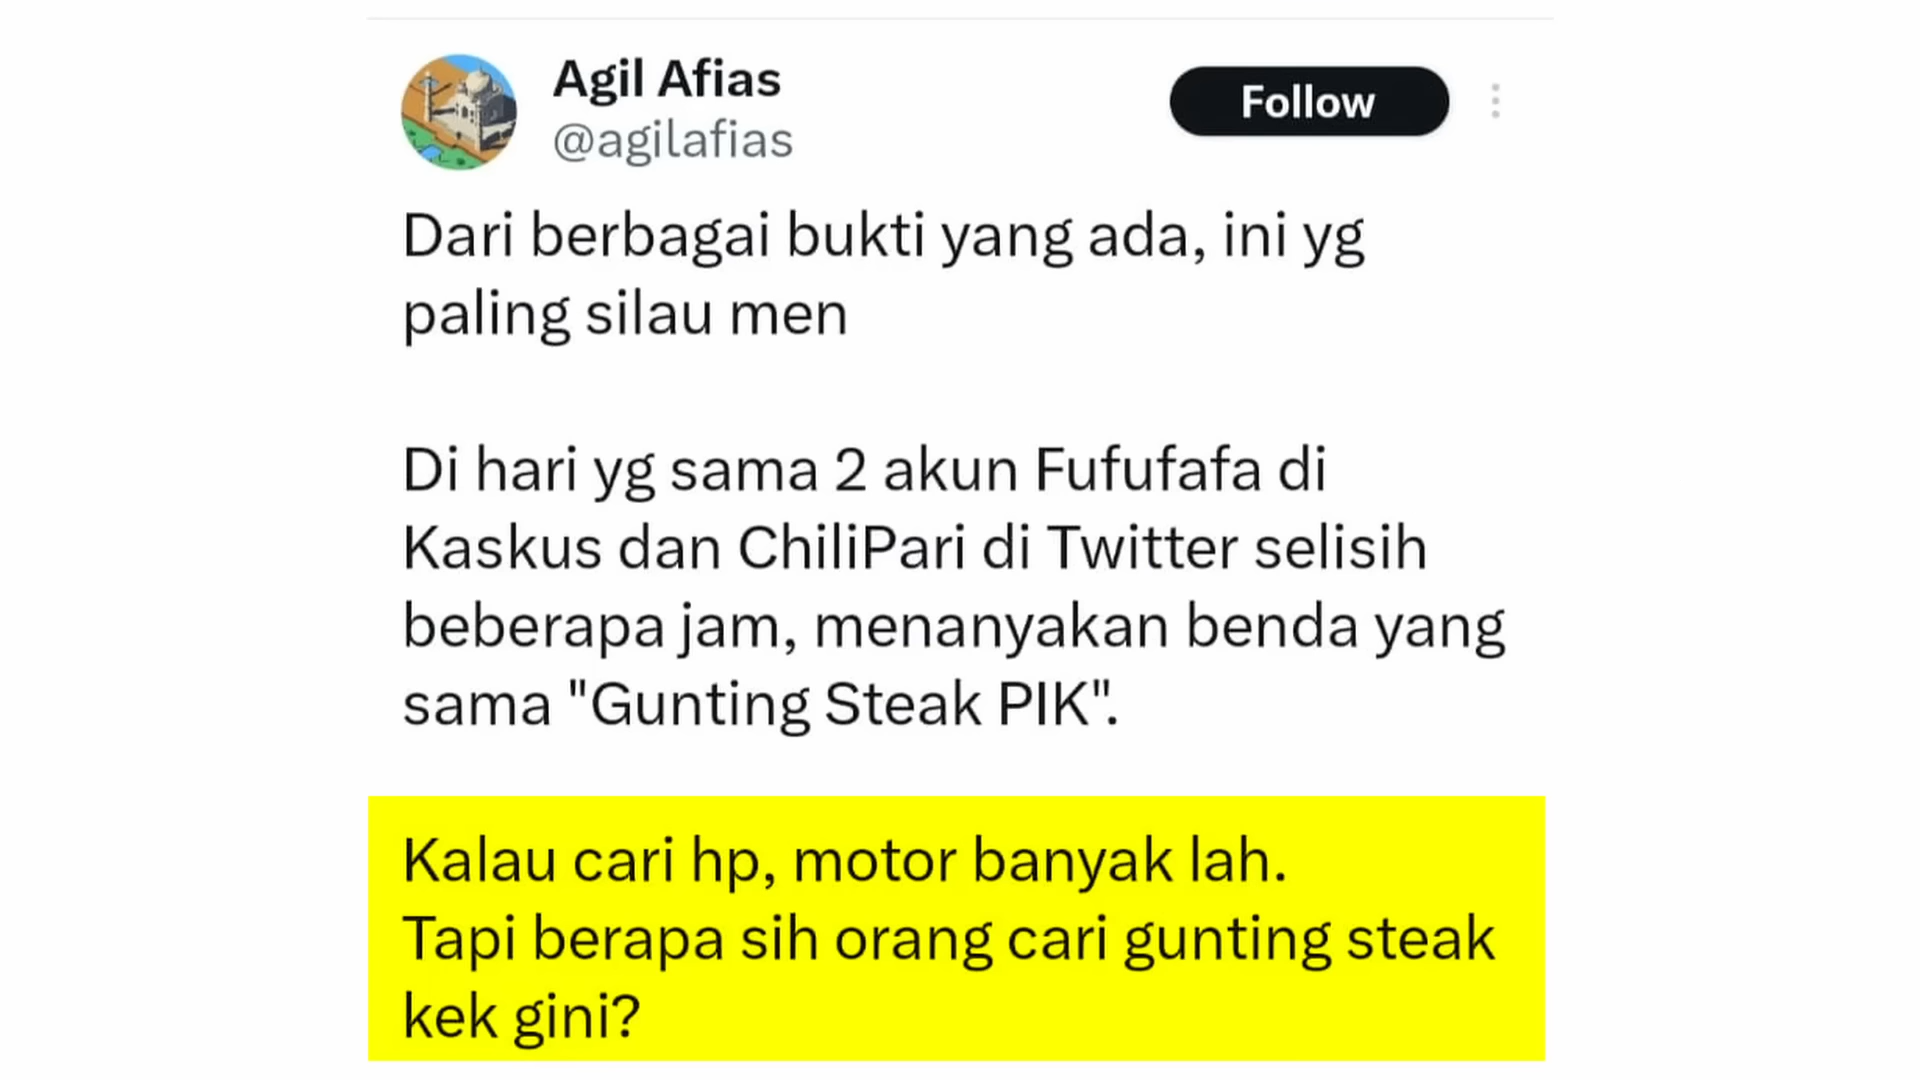 Agil Afias
@agilafias
Follow
Dari berbagai bukti yang ada, ini yg
paling silau men
Di hari yg sama 2 akun Fufufafa di
Kaskus dan ChiliPari di Twitter selisih
beberapa jam, menanyakan benda yang
sama "Gunting Steak PIK".
Kalau cari hp, motor banyak lah.
Tapi berapa sih orang cari gunting steak
kek gini?